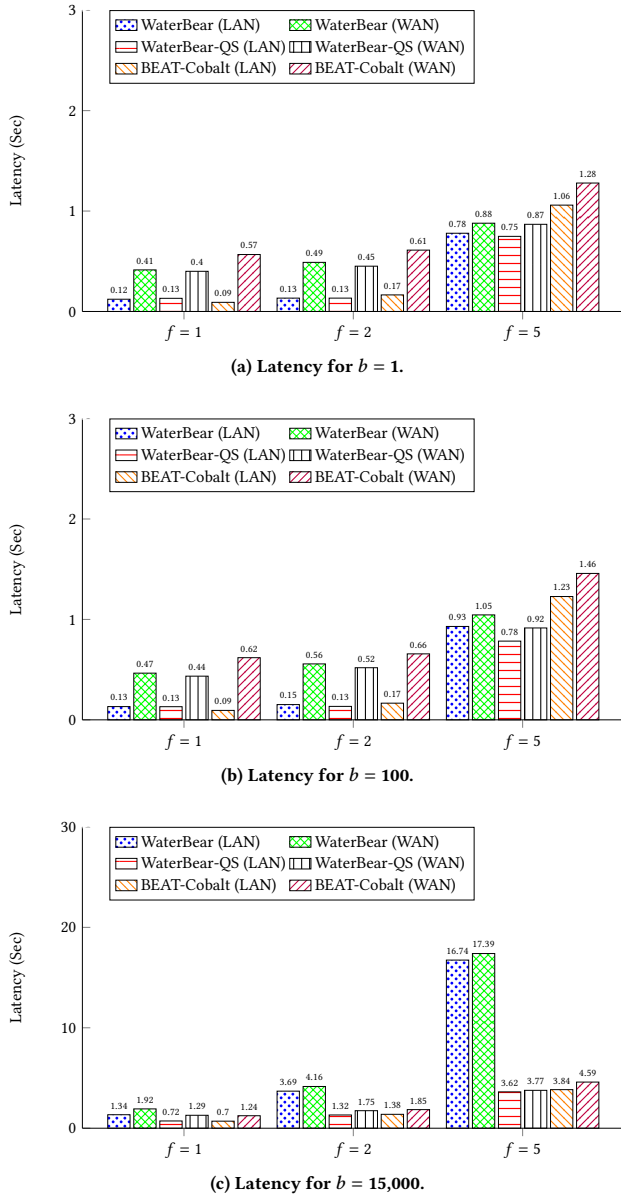 3
WaterBear (LAN) WaterBear (WAN)
WaterBear-QS (LAN) WaterBear-QS (WAN)
BEAT-Cobalt (LAN) BEAT-Cobalt (WAN)
2
Latency (Sec)
1.28
1.06
1
0.88 0.87
0.78 0.75
0.57 0.61
0.49 0.45
0.41 0.4
0.12 0.13 0.09 0.13 0.13 0.17
0
f = 1 f = 2 f = 5
(a) Latency for b = 1.
3
WaterBear (LAN) WaterBear (WAN)
WaterBear-QS (LAN) WaterBear-QS (WAN)
BEAT-Cobalt (LAN) BEAT-Cobalt (WAN)
2
Latency (Sec)
1.46
1.23
1.05
1
0.93 0.92
0.78
0.62 0.66
0.56 0.52
0.47 0.44
0.13 0.13 0.09 0.15 0.13 0.17
0
f = 1 f = 2 f = 5
(b) Latency for b = 100.
30
WaterBear (LAN) WaterBear (WAN)
WaterBear-QS (LAN) WaterBear-QS (WAN)
BEAT-Cobalt (LAN) BEAT-Cobalt (WAN)
20
Latency (Sec)
16.74 17.39
10
3.69 4.16 3.62 3.77 3.84 4.59
1.34 1.92 0.72 1.29 0.7 1.24 1.32 1.75 1.38 1.85
0
f = 1 f = 2 f = 5
(c) Latency for b = 15,000.